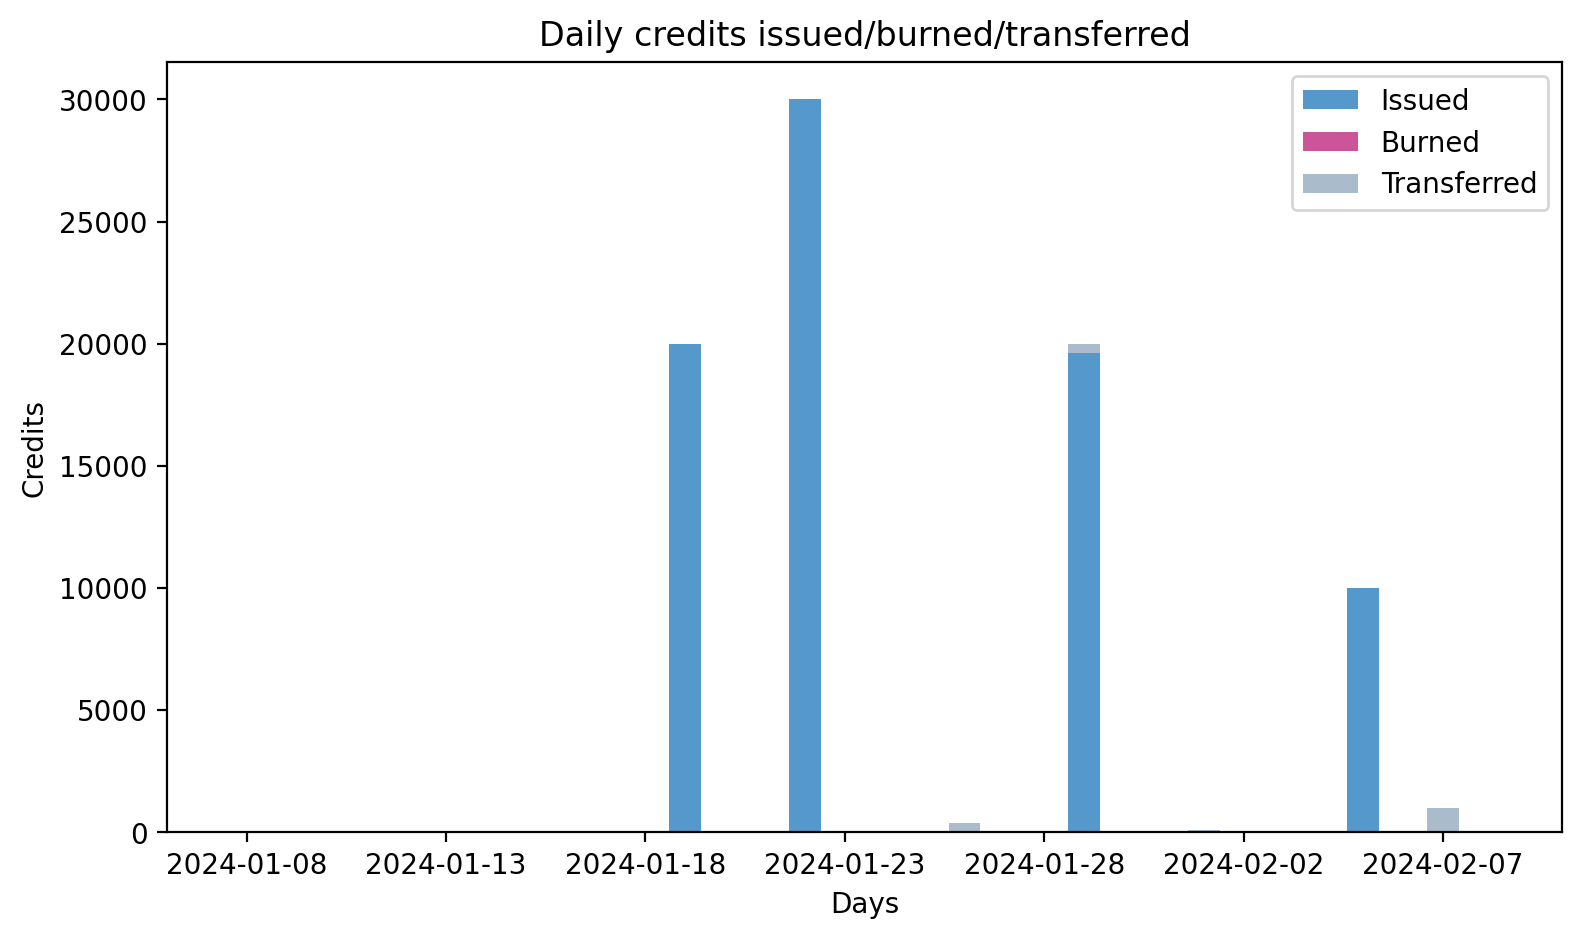 Daily credits issued/burned/transferred
30000
25000
20000
15000
10000
5000
0
Credits
Issued
Burned
Transferred
2024-01-08 2024-01-13 2024-01-18 2024-01-23 2024-01-28 2024-02-02 2024-02-07
Days